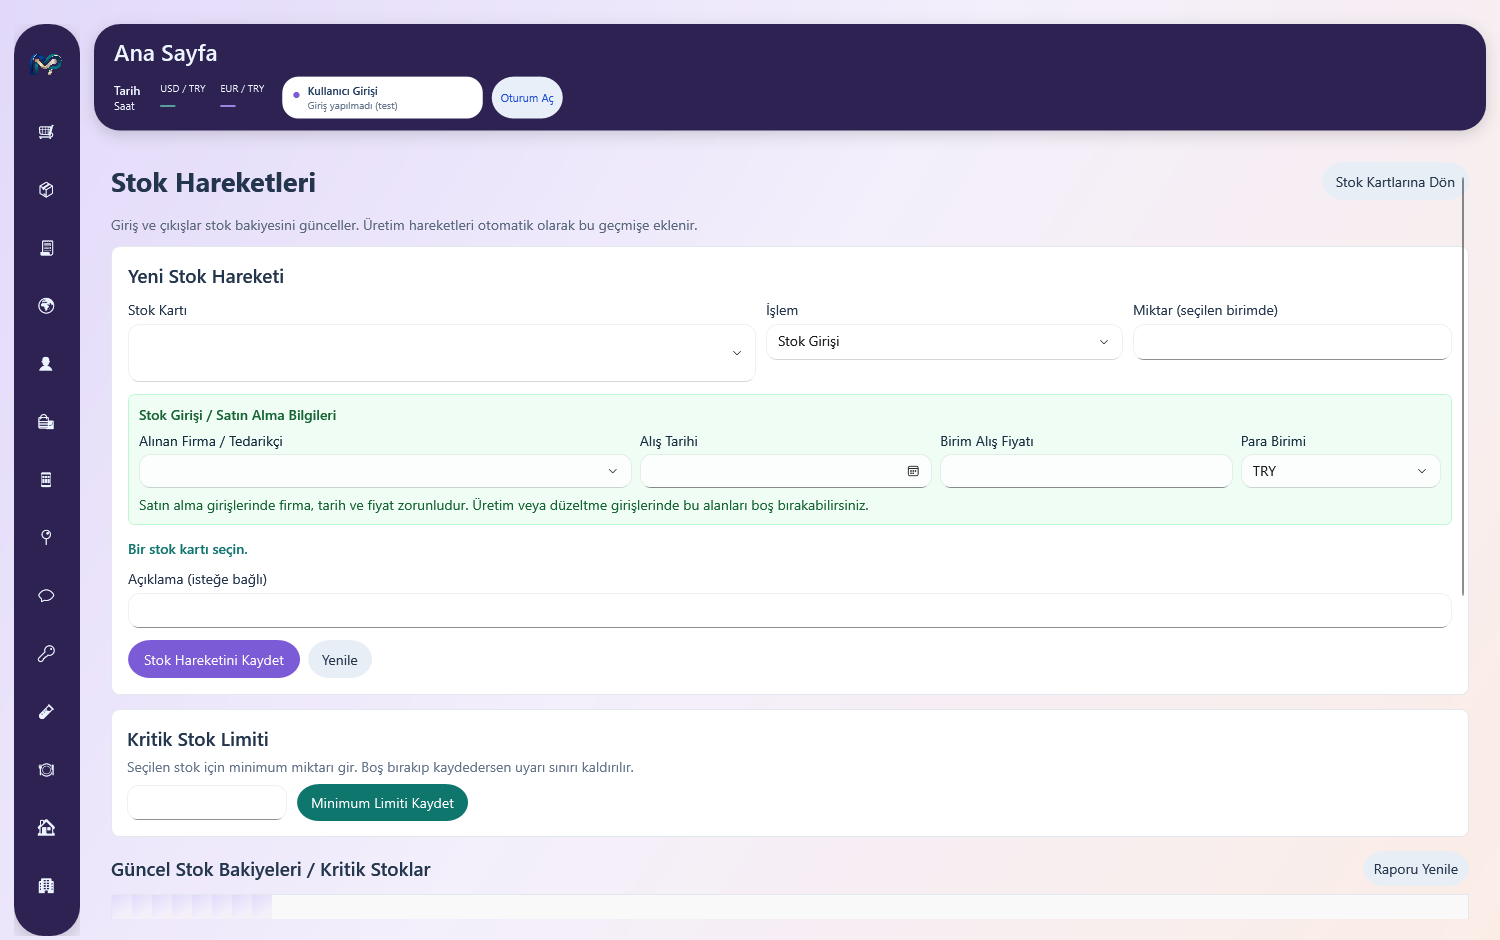 Ana Sayfa
Tarih
Saat
USD / TRY
EUR / TRY
Kullanıcı Girişi
Giriş yapılmadı (test)
Oturum Aç
Stok Hareketleri
Stok Kartlarına Dön
Giriş ve çıkışlar stok bakiyesini günceller. Üretim hareketleri otomatik olarak bu geçmişe eklenir.
Yeni Stok Hareketi
Stok Kartı
İşlem
Miktar (seçilen birimde)
Stok Girişi
Stok Girişi / Satın Alma Bilgileri
Alınan Firma / Tedarikçi
Alış Tarihi
Birim Alış Fiyatı
Para Birimi
TRY
Satın alma girişlerinde firma, tarih ve fiyat zorunludur. Üretim veya düzeltme girişlerinde bu alanları boş bırakabilirsiniz.
Bir stok kartı seçin.
Açıklama (isteğe bağlı)
Stok Hareketini Kaydet
Yenile
Kritik Stok Limiti
Seçilen stok için minimum miktarı gir. Boş bırakıp kaydedersen uyarı sınırı kaldırılır.
Minimum Limiti Kaydet
Güncel Stok Bakiyeleri / Kritik Stoklar
Raporu Yenile